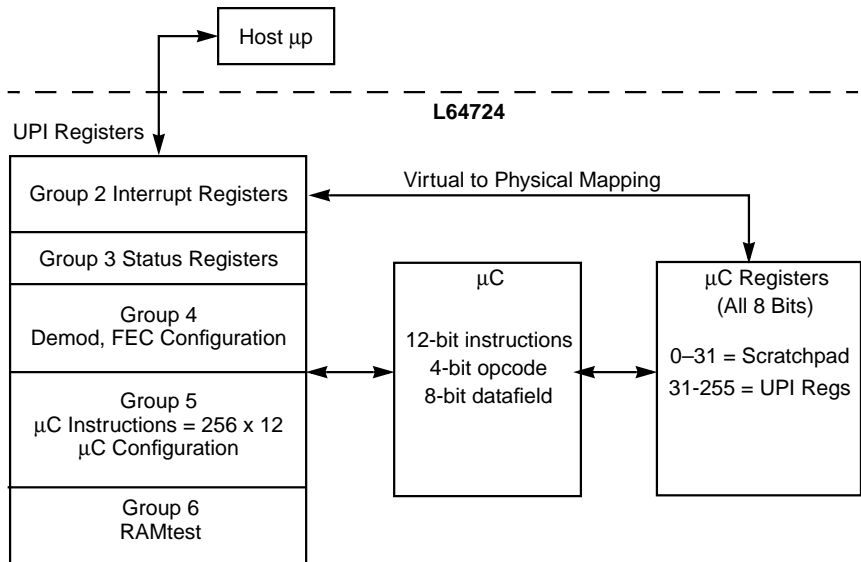 Host μp
L64724
UPI Registers
Group 2 Interrupt Registers
Group 3 Status Registers
Group 4
Demod, FEC Configuration
Group 5
μC Instructions = 256 x 12
μC Configuration
Group 6
RAMtest
Virtual to Physical Mapping
μC
12-bit instructions
4-bit opcode
8-bit datafield
μC Registers
(All 8 Bits)
0–31 = Scratchpad
31-255 = UPI Regs